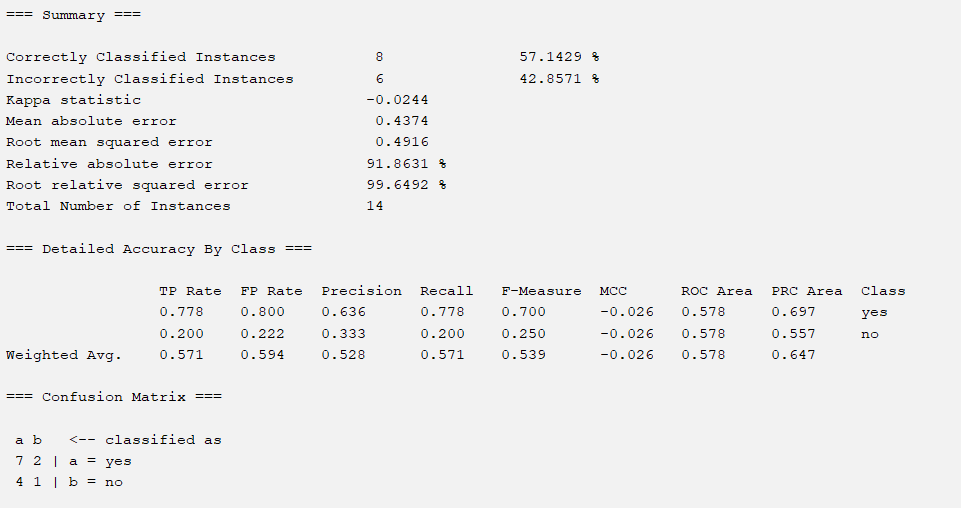 === Summary ===
Correctly Classified Instances 8 57.1429 %
Incorrectly Classified Instances 6 42.8571 %
Kappa statistic -0.0244
Mean absolute error 0.4374
Root mean squared error 0.4916
Relative absolute error 91.8631 %
Root relative squared error 99.6492 %
Total Number of Instances 14
=== Detailed Accuracy By Class ===
TP Rate FP Rate Precision Recall F-Measure MCC ROC Area PRC Area Class
0.778 0.800 0.636 0.778 0.700 -0.026 0.578 0.697 yes
0.200 0.222 0.333 0.200 0.250 -0.026 0.578 0.557 no
Weighted Avg. 0.571 0.594 0.528 0.571 0.539 -0.026 0.578 0.647
=== Confusion Matrix ===
a b <-- classified as
7 2 | a = yes
4 1 | b = no